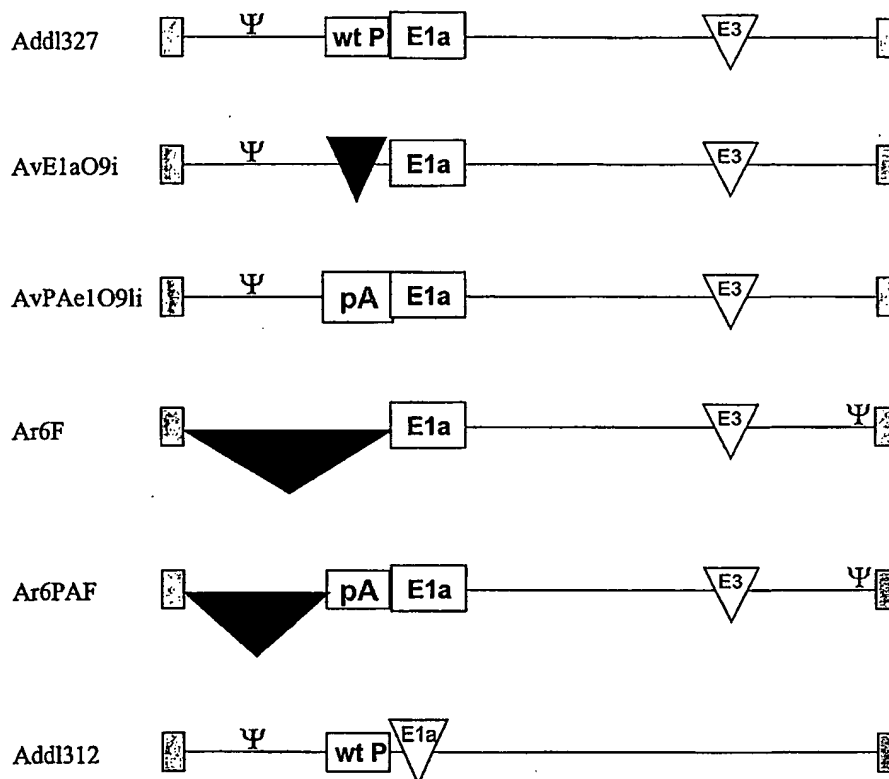 Addl327 Ψ wt P E1a E3
AvE1aO9i Ψ E1a E3
AvPAe1O9li Ψ pA E1a E3
Ar6F E1a E3 Ψ
Ar6PAF pA E1a E3 Ψ
Addl312 Ψ wt P E1a